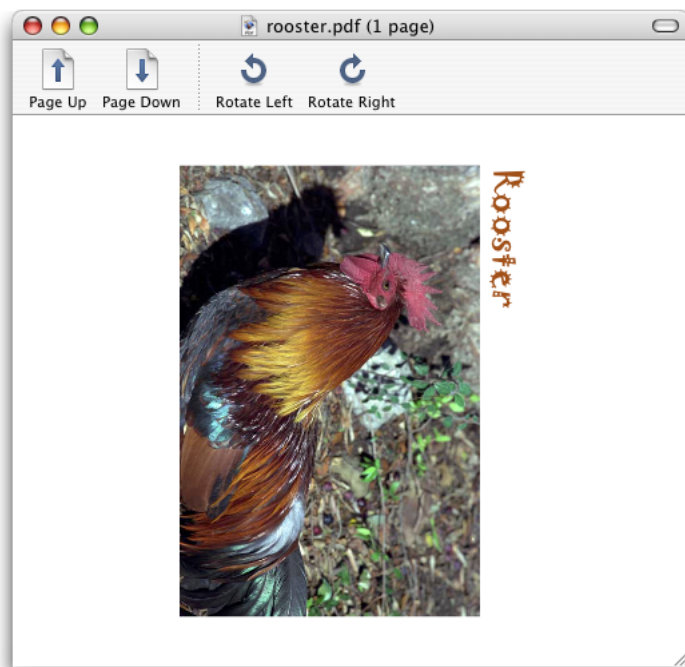 rooster.pdf (1 page)
Page Up
Page Down
Rotate Left
Rotate Right
Rooster